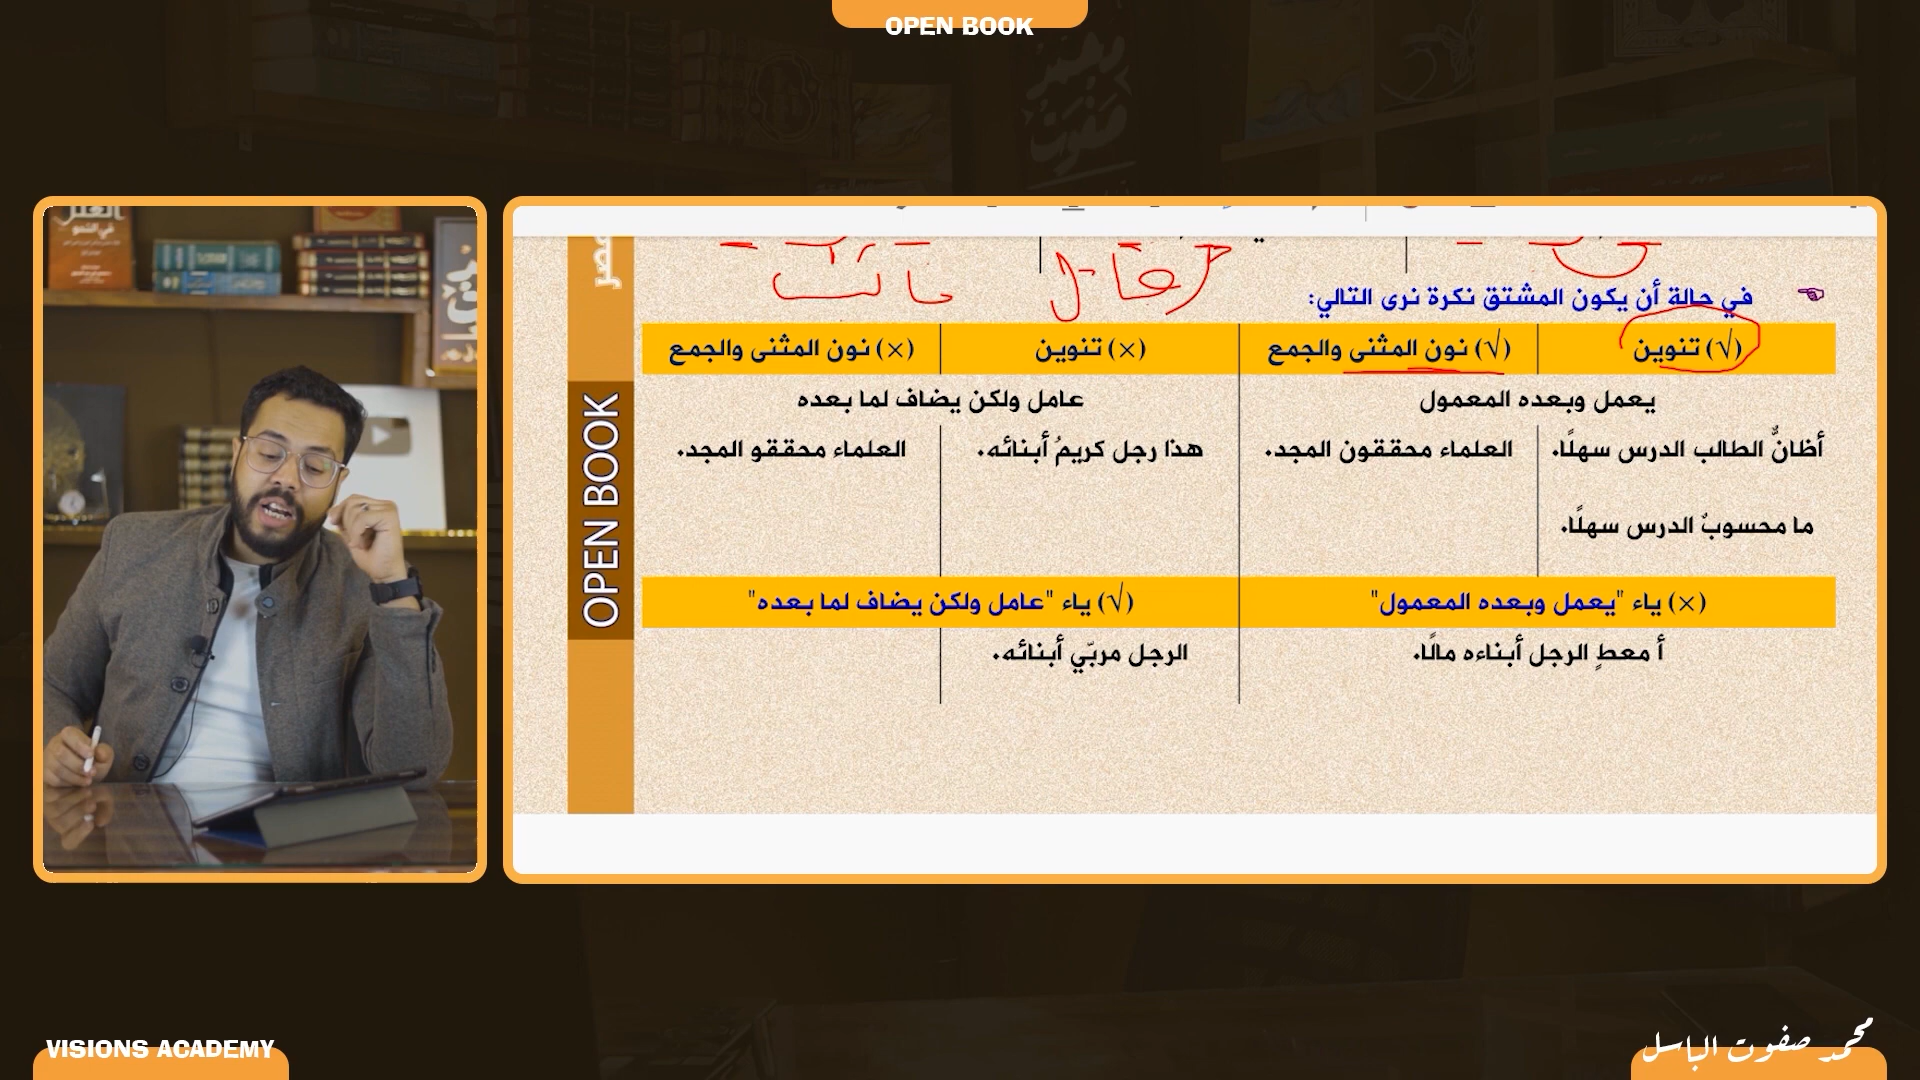 OPEN BOOK
في حالة أن يكون المشتق نكرة نرى التالي:
(√) تنوين (√) نون المثنى والجمع (×) تنوين (×) نون المثنى والجمع
يعمل وبعده المعمول عامل ولكن يضاف لما بعده
أظانٌّ الطالب الدرس سهلًا. العلماء محققون المجد. هذا رجل كريمُ أبنائه. العلماء محققو المجد.
ما محسوبٌ الدرس سهلًا.
(×) ياء "يعمل وبعده المعمول" (√) ياء "عامل ولكن يضاف لما بعده"
أ معطٍ الرجل أبناءه مالًا. الرجل مربّي أبنائه.
OPEN BOOK
في النحو
VISIONS ACADEMY
محمد صفوت الباسل